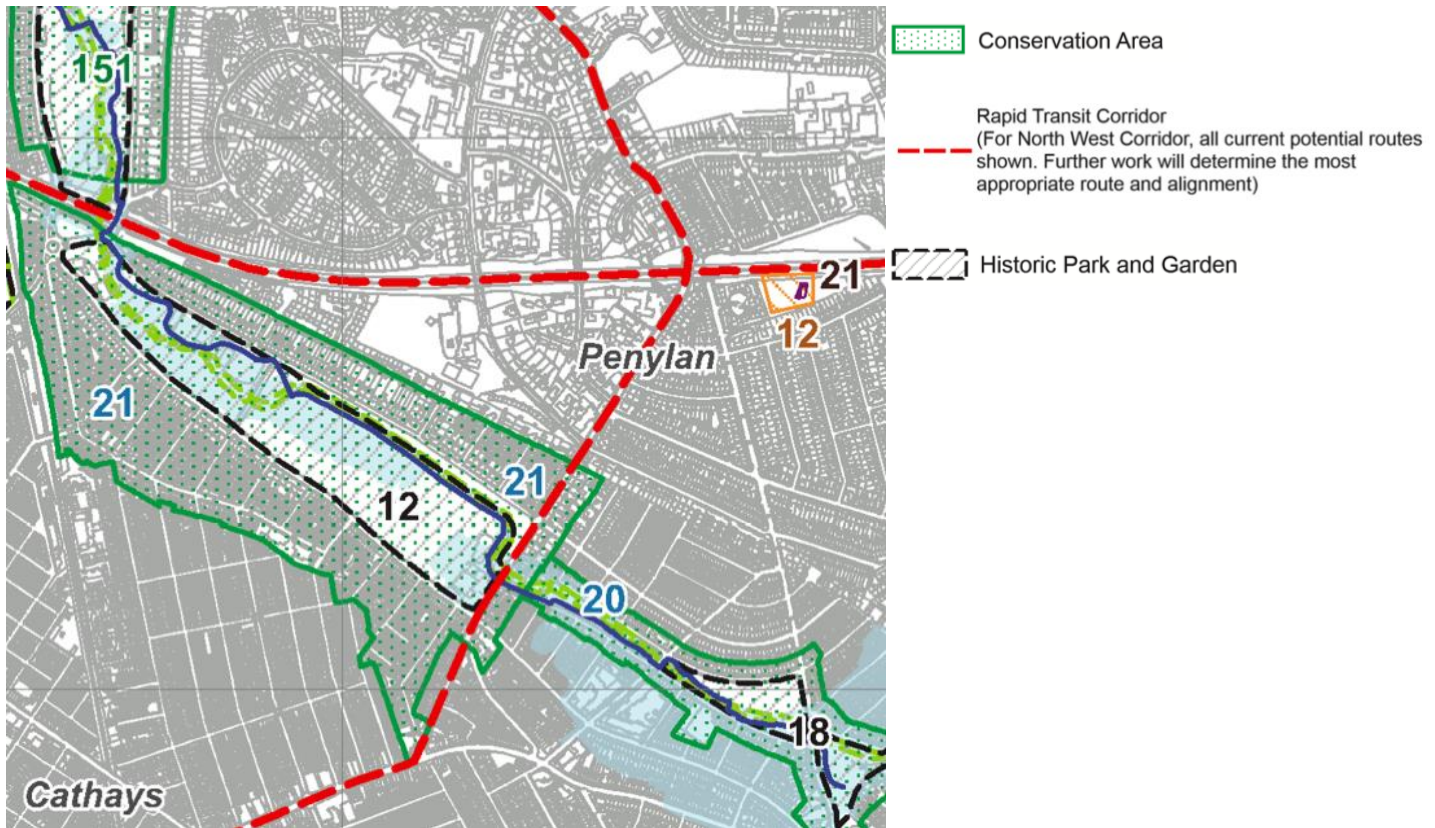 151
21
12
Penylan
21
21
12
20
18
Cathays
Conservation Area
Rapid Transit Corridor
(For North West Corridor, all current potential routes
shown. Further work will determine the most
appropriate route and alignment)
Historic Park and Garden